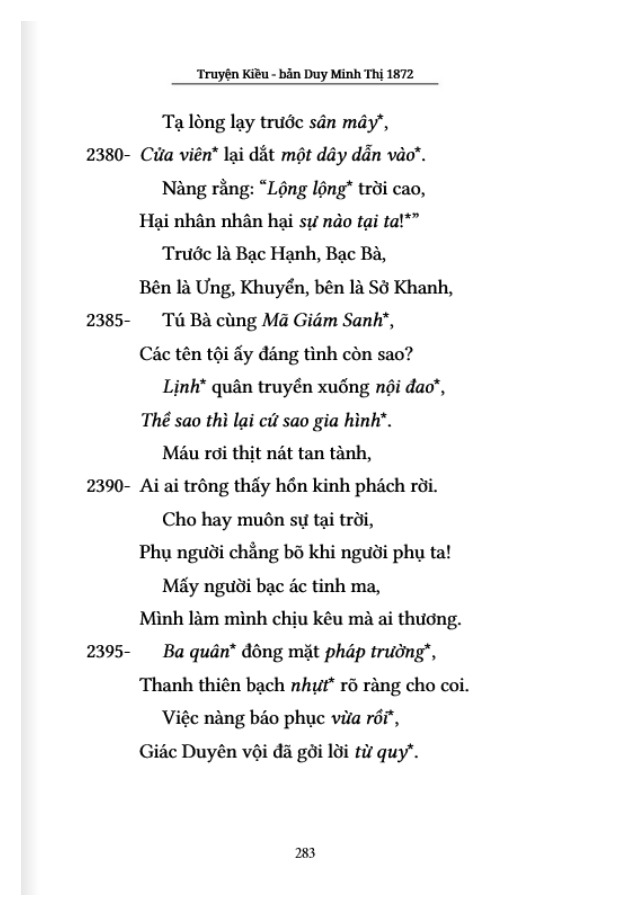 Truyện Kiều - bản Duy Minh Thị 1872
Tạ lòng lạy trước sân mây*,
2380- Cửa viên* lại dắt một dây dẫn vào*.
Nàng rằng: “Lộng lộng* trời cao,
Hại nhân nhân hại sự nào tại ta!*”
Trước là Bạc Hạnh, Bạc Bà,
Bên là Ưng, Khuyển, bên là Sở Khanh,
2385- Tú Bà cùng Mã Giám Sanh*,
Các tên tội ấy đáng tình còn sao?
Lịnh* quân truyền xuống nội đao*,
Thề sao thì lại cứ sao gia hình*.
Máu rơi thịt nát tan tành,
2390- Ai ai trông thấy hồn kinh phách rời.
Cho hay muôn sự tại trời,
Phụ người chẳng bõ khi người phụ ta!
Mấy người bạc ác tinh ma,
Mình làm mình chịu kêu mà ai thương.
2395- Ba quân* đông mặt pháp trường*,
Thanh thiên bạch nhựt* rõ ràng cho coi.
Việc nàng báo phục vừa rồi*,
Giác Duyên vội đã gởi lời từ quy*.
283